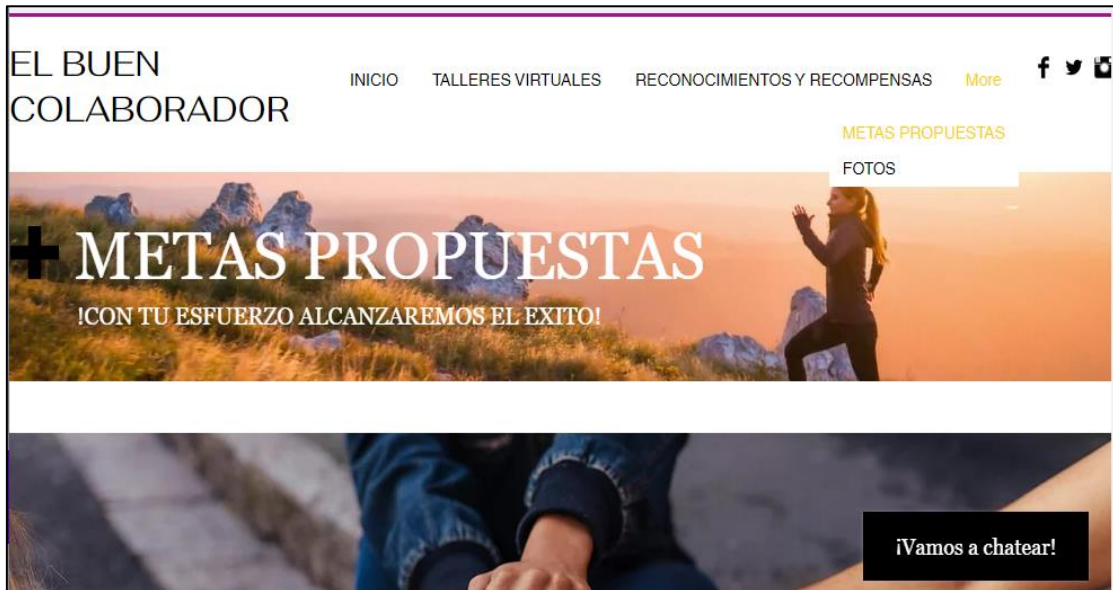 EL BUEN
COLABORADOR
INICIO TALLERES VIRTUALES RECONOCIMIENTOS Y RECOMPENSAS More
METAS PROPUESTAS
FOTOS
METAS PROPUESTAS
!CON TU ESFUERZO ALCANZAREMOS EL EXITO!
¡Vamos a chatear!